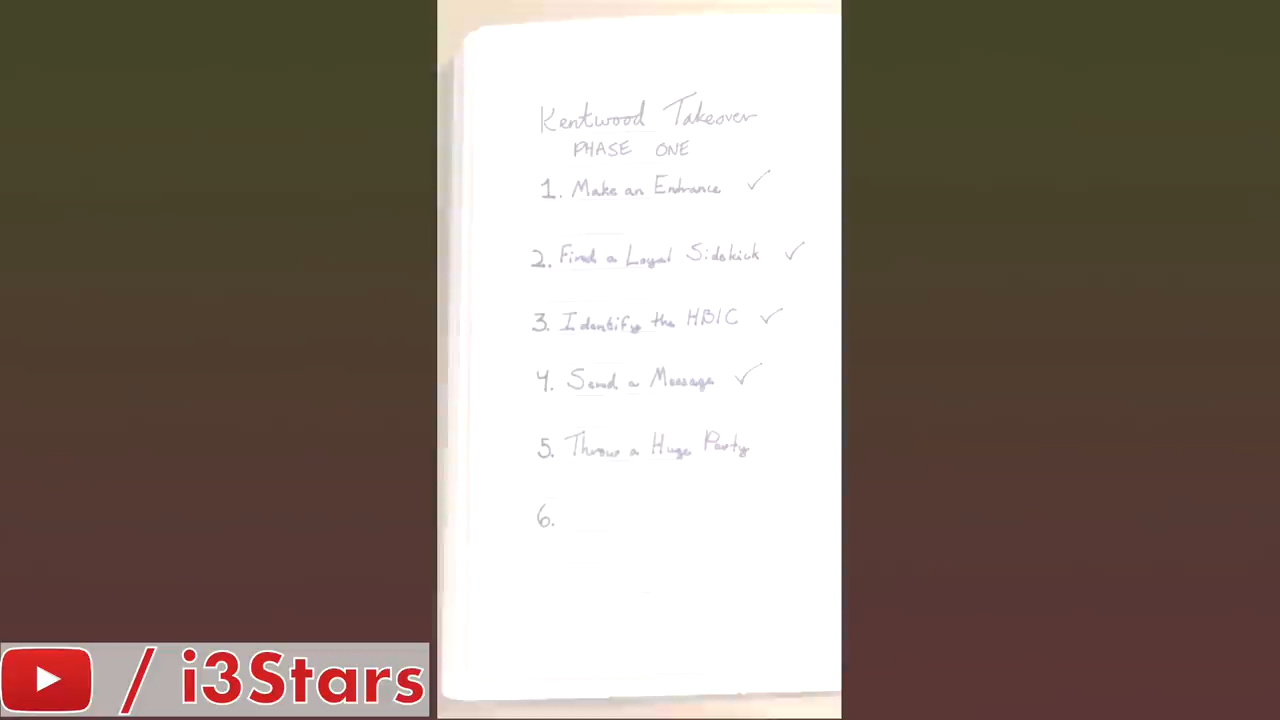 Kentwood Takeover
PHASE ONE
1. Make an Entrance ✓
2. Find a Loyal Sidekick ✓
3. Identify the HBIC ✓
4. Send a Message ✓
5. Throw a Huge Party
6.
/ i3Stars